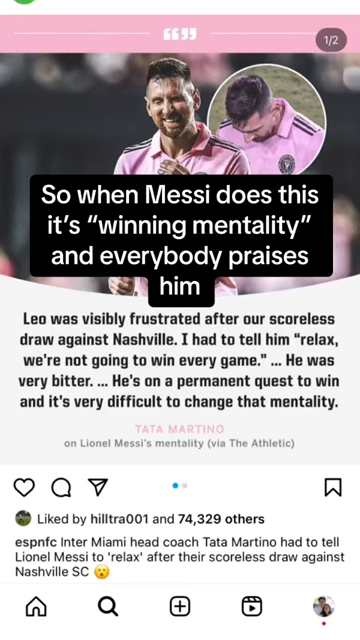 1/2
So when Messi does this
it’s “winning mentality”
and everybody praises
him
Leo was visibly frustrated after our scoreless
draw against Nashville. I had to tell him “relax,
we're not going to win every game.” ... He was
very bitter. ... He's on a permanent quest to win
and it's very difficult to change that mentality.
TATA MARTINO
on Lionel Messi's mentality (via The Athletic)
Liked by hilltra001 and 74,329 others
espnfc Inter Miami head coach Tata Martino had to tell
Lionel Messi to 'relax' after their scoreless draw against
Nashville SC 😮